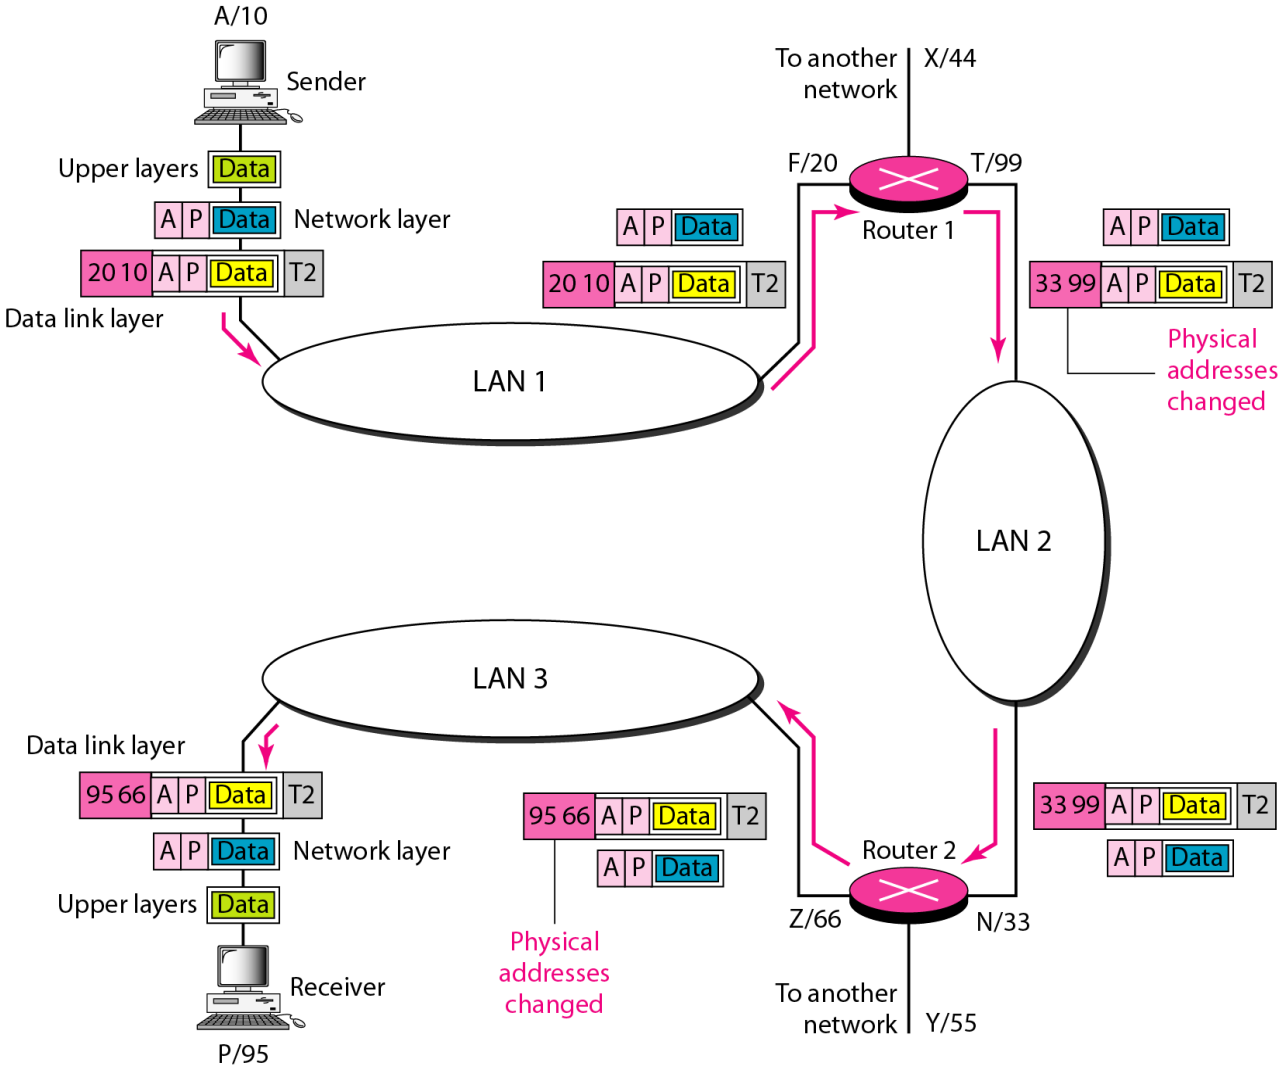 A/10
Sender
Upper layers Data
A P Data Network layer
20 10 A P Data T2
Data link layer
LAN 1
To another
network
X/44
F/20
T/99
Router 1
A P Data
20 10 A P Data T2
A P Data
33 99 A P Data T2
Physical
addresses
changed
LAN 2
33 99 A P Data T2
A P Data
Router 2
Z/66
N/33
To another
network
Y/55
95 66 A P Data T2
A P Data
Physical
addresses
changed
LAN 3
Data link layer
95 66 A P Data T2
A P Data Network layer
Upper layers Data
Receiver
P/95